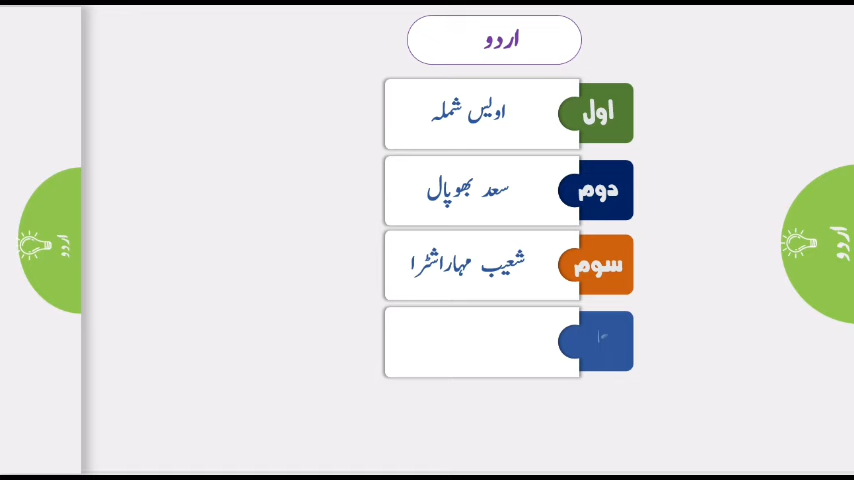 اردو
اول
اویس شملہ
دوم
سعد بھوپال
سوم
شعیب مہاراشٹرا
اردو
اردو